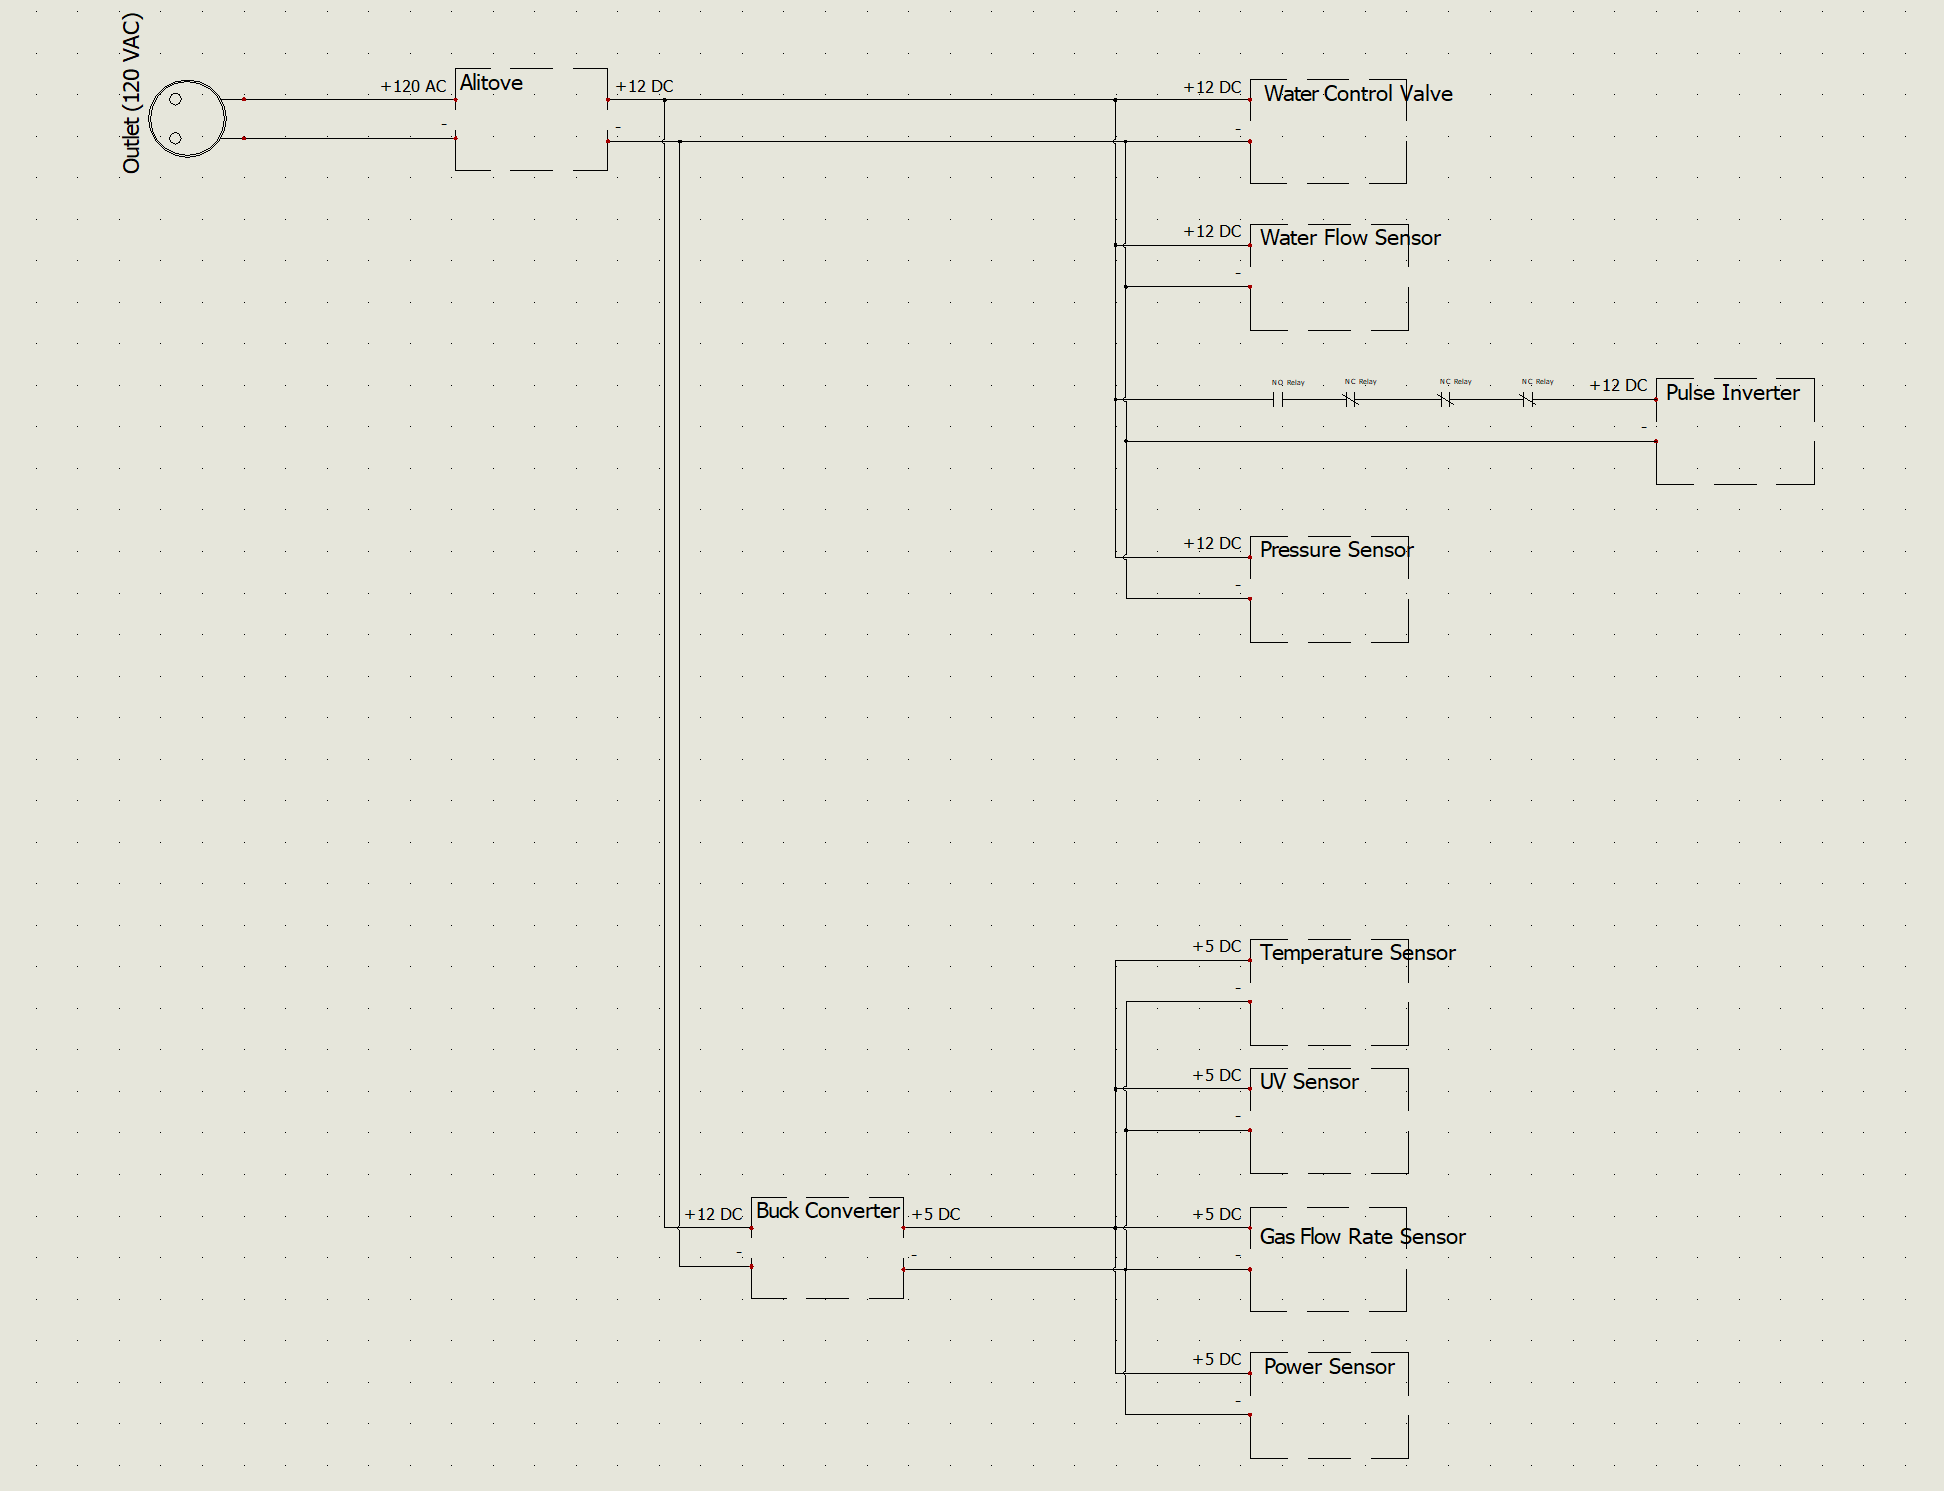 Outlet (120 VAC)
+120 AC
-
Alitove
+12 DC
-
+12 DC
-
Water Control Valve
+12 DC
-
Water Flow Sensor
NO Relay
NC Relay
NC Relay
NC Relay
+12 DC
-
Pulse Inverter
+12 DC
-
Pressure Sensor
+5 DC
-
Temperature Sensor
+5 DC
-
UV Sensor
+12 DC
-
Buck Converter
+5 DC
-
+5 DC
-
Gas Flow Rate Sensor
+5 DC
-
Power Sensor